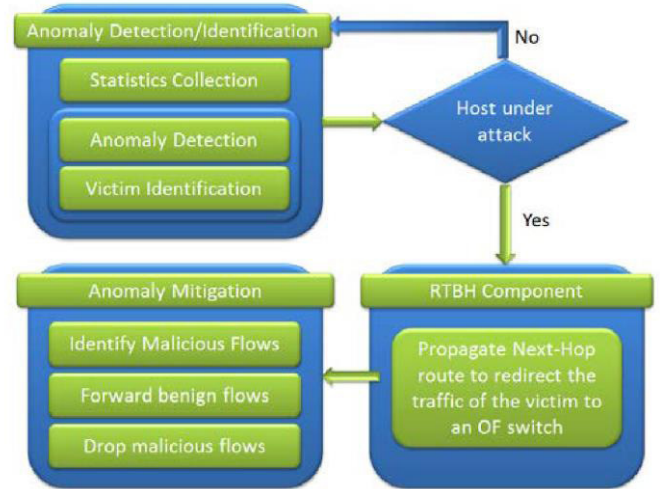 Anomaly Detection/Identification
No
Statistics Collection
Host under
attack
Anomaly Detection
Victim Identification
Yes
Anomaly Mitigation
RTBH Component
Identify Malicious Flows
Forward benign flows
Drop malicious flows
Propagate Next-Hop
route to redirect the
traffic of the victim to
an OF switch